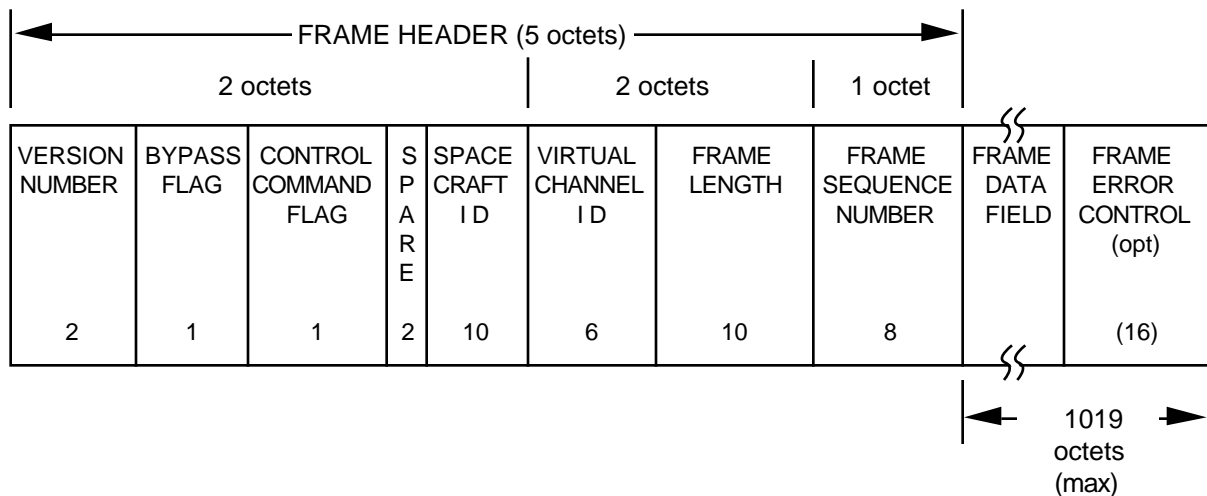 FRAME HEADER (5 octets)
2 octets
2 octets
1 octet
VERSION
NUMBER
2
BYPASS
FLAG
1
CONTROL
COMMAND
FLAG
1
S
P
A
R
E
2
SPACE
CRAFT
I D
10
VIRTUAL
CHANNEL
I D
6
FRAME
LENGTH
10
FRAME
SEQUENCE
NUMBER
8
FRAME
DATA
FIELD
FRAME
ERROR
CONTROL
(opt)
(16)
1019
octets
(max)